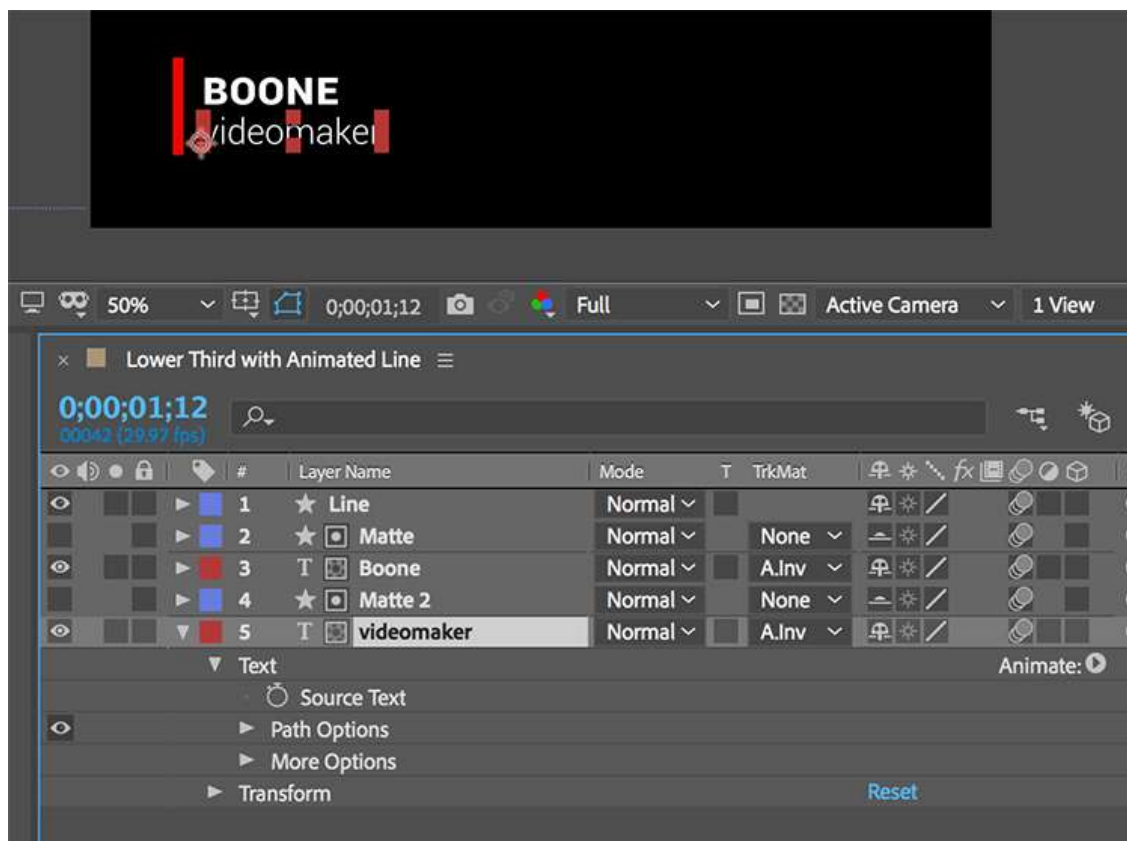 BOONE
videomaker
50% 0;00;01;12 Full Active Camera 1 View
× Lower Third with Animated Line
0;00;01;12
00042 (29.97 fps)
# Layer Name Mode T TrkMat fx
1 Line Normal
2 Matte Normal None
3 T Boone Normal A.Inv
4 Matte 2 Normal None
5 T videomaker Normal A.Inv
Text Animate:
Source Text
Path Options
More Options
Transform Reset